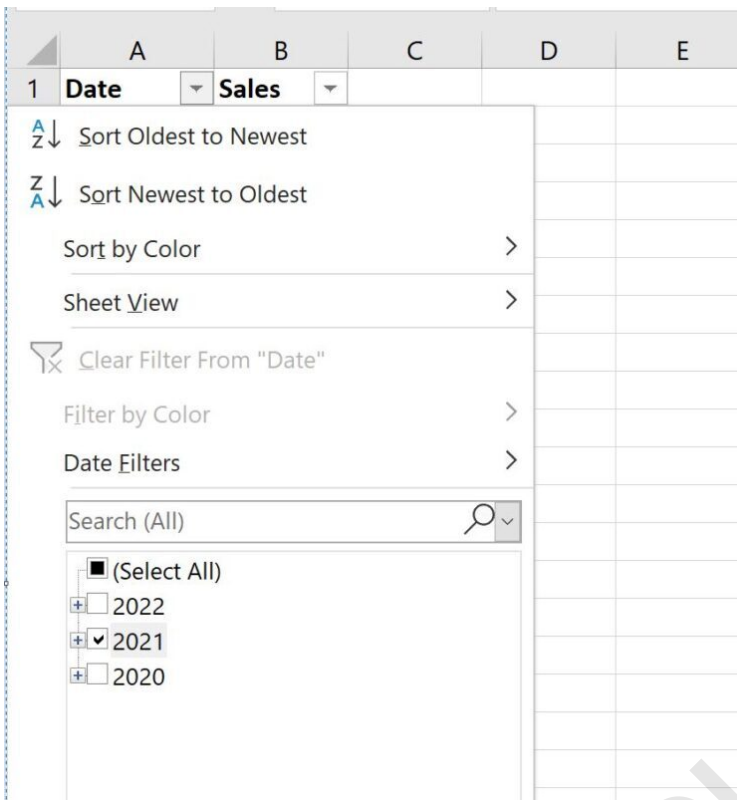 A B C D E
1 Date Sales
Sort Oldest to Newest
Sort Newest to Oldest
Sort by Color
Sheet View
Clear Filter From "Date"
Filter by Color
Date Filters
Search (All)
(Select All)
2022
2021
2020